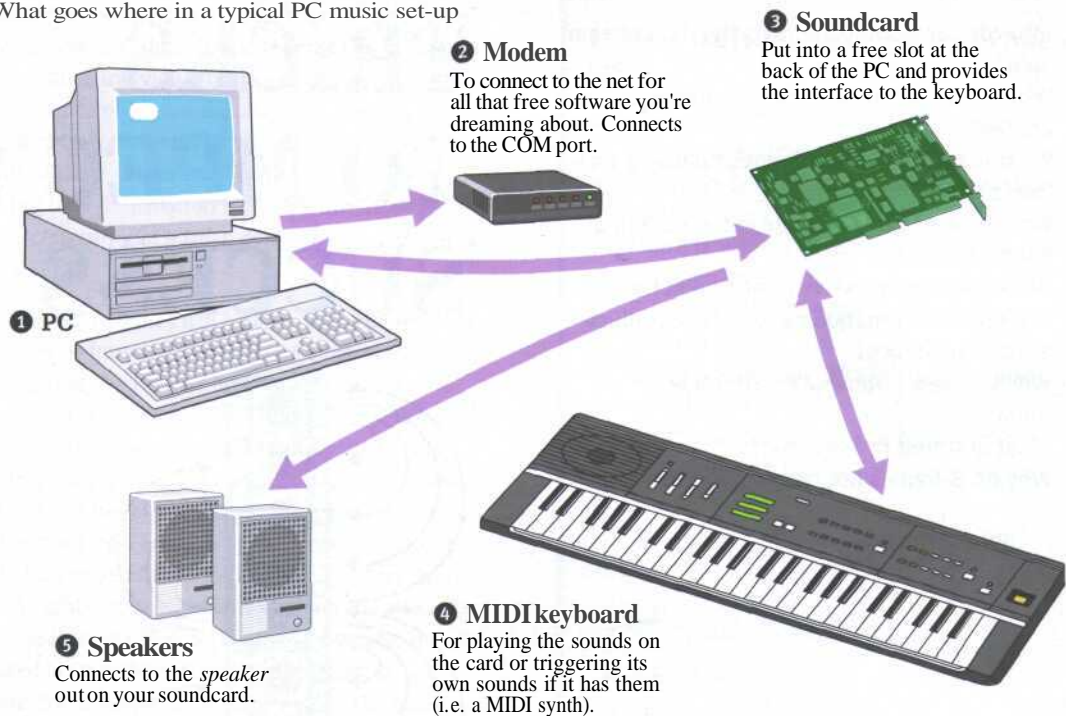 What goes where in a typical PC music set-up
❶ PC
❷ Modem
To connect to the net for
all that free software you're
dreaming about. Connects
to the COM port.
❸ Soundcard
Put into a free slot at the
back of the PC and provides
the interface to the keyboard.
❹ MIDI keyboard
For playing the sounds on
the card or triggering its
own sounds if it has them
(i.e. a MIDI synth).
❺ Speakers
Connects to the speaker
out on your soundcard.